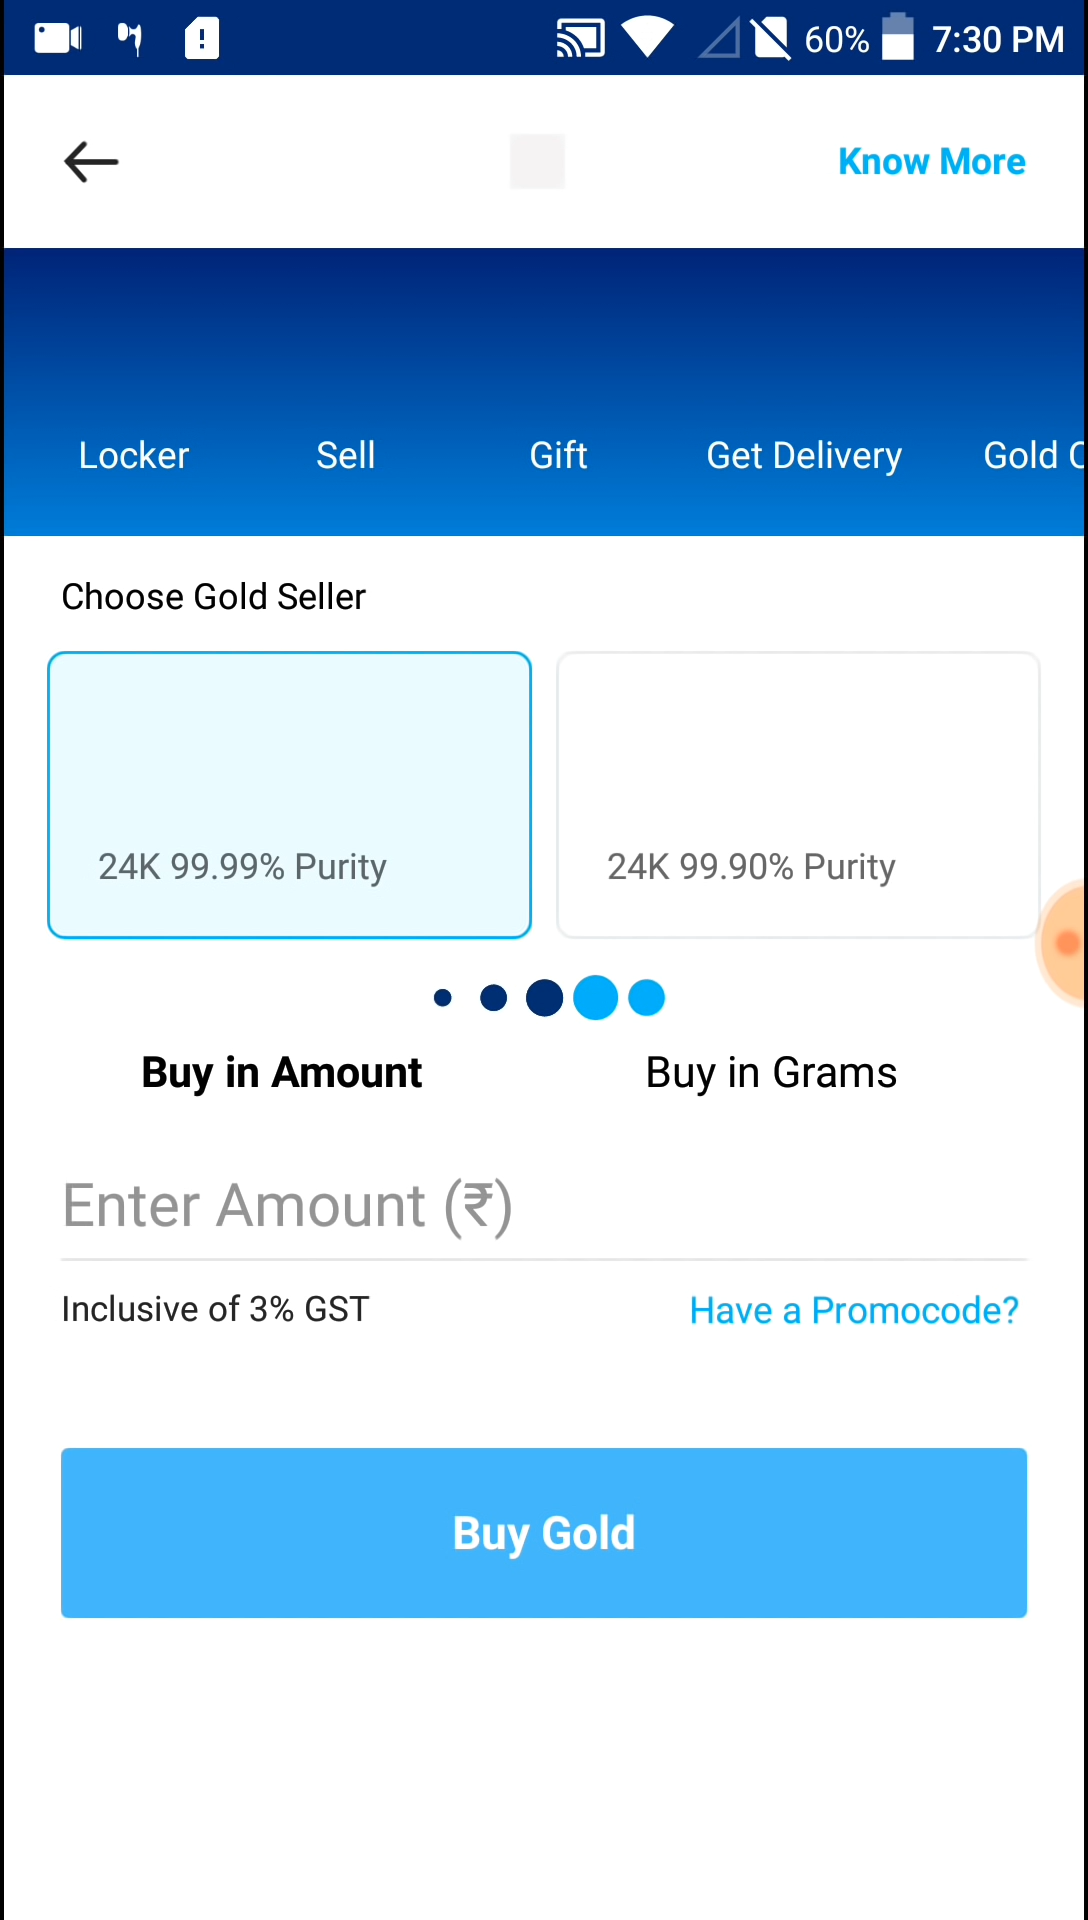 60% 7:30 PM
Know More
Locker Sell Gift Get Delivery Gold C
Choose Gold Seller
24K 99.99% Purity 24K 99.90% Purity
Buy in Amount Buy in Grams
Enter Amount (₹)
Inclusive of 3% GST Have a Promocode?
Buy Gold